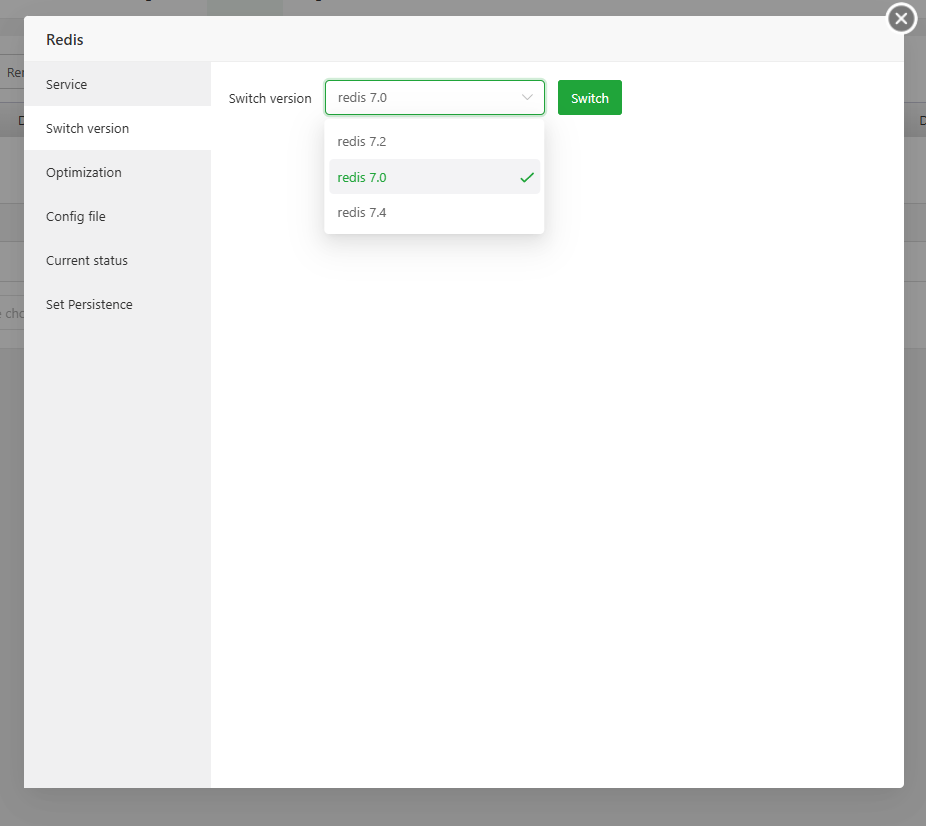 Redis
Service
Switch version
Optimization
Config file
Current status
Set Persistence
Switch version
redis 7.0
Switch
redis 7.2
redis 7.0
redis 7.4